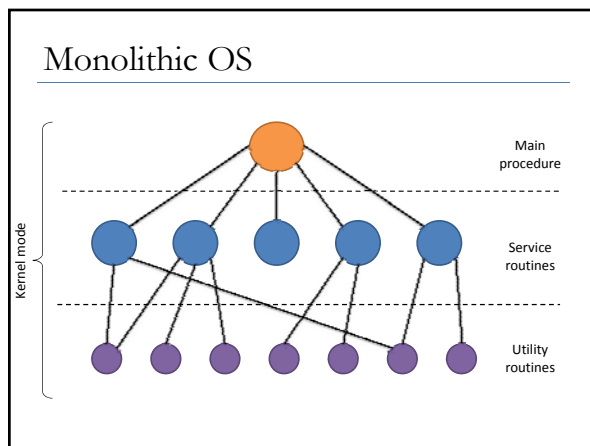 Monolithic OS
Main
procedure
Kernel mode
Service
routines
Utility
routines